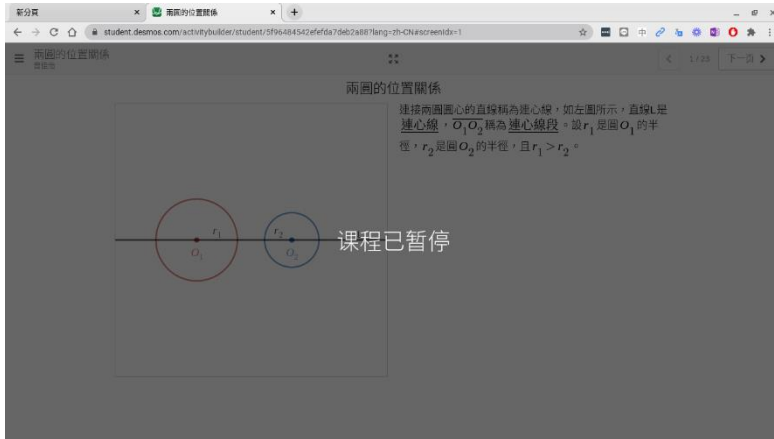 新分頁
兩圓的位置關係
student.desmos.com/activitybuilder/student/5f96484542efefda7deb2a88?lang=zh-CN#screenIdx=1
兩圓的位置關係
1 / 23
下一頁
兩圓的位置關係
連接兩圓圓心的直線稱為連心線,如左圖所示,直線L是
連心線,O₁O₂稱為連心線段。設r₁是圓O₁的半
徑,r₂是圓O₂的半徑,且r₁>r₂。
r₁
r₂
O₁
O₂
课程已暂停